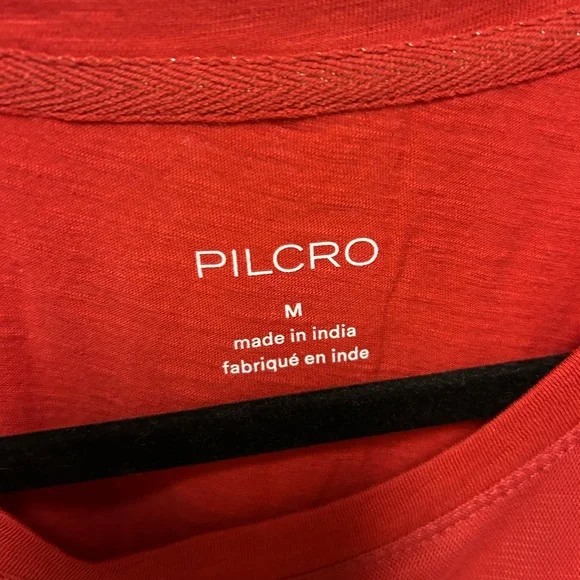 PILCRO
M
made in india
fabriqué en inde